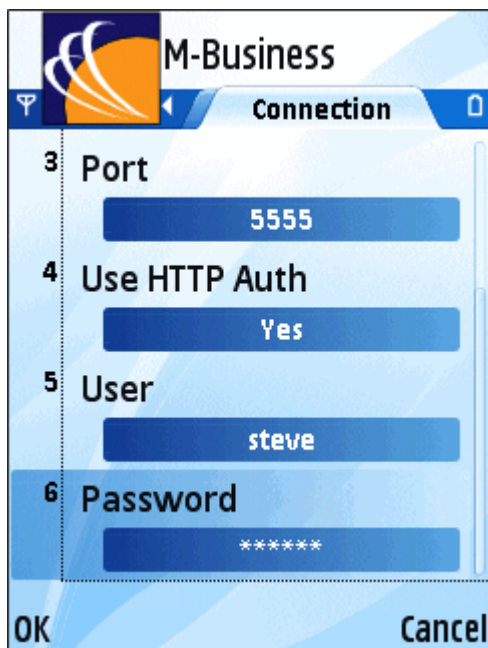 M-Business
Connection
3 Port
5555
4 Use HTTP Auth
Yes
5 User
steve
6 Password
******
OK Cancel